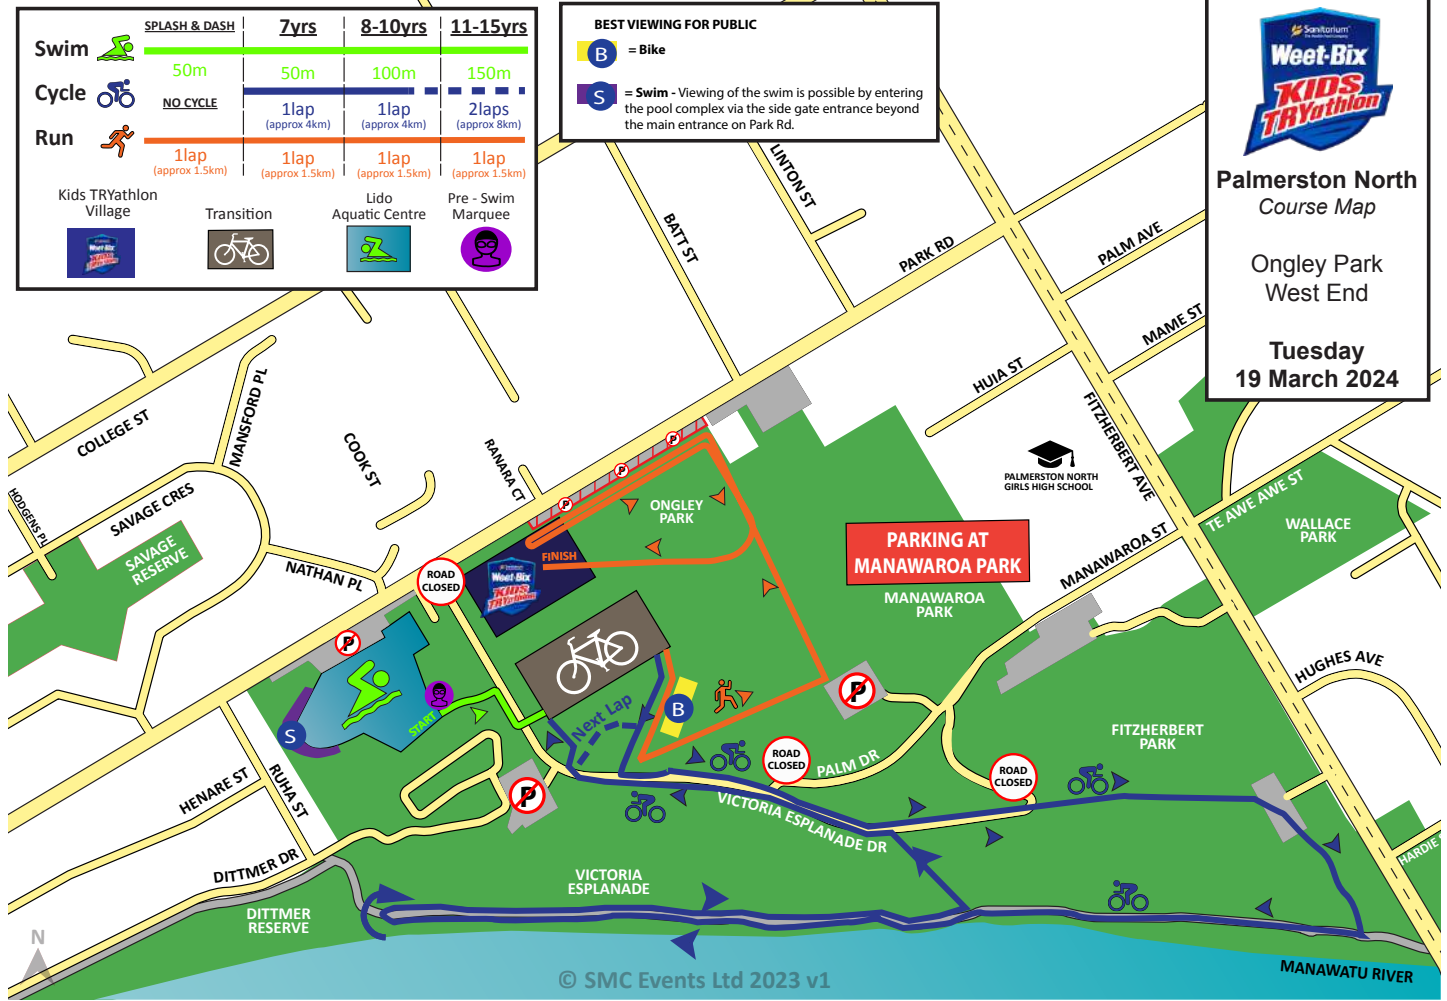 SPLASH & DASH
7yrs
8-10yrs
11-15yrs
Swim
50m
50m
100m
150m
Cycle
NO CYCLE
1lap
(approx 4km)
1lap
(approx 4km)
2laps
(approx 8km)
Run
1lap
(approx 1.5km)
1lap
(approx 1.5km)
1lap
(approx 1.5km)
1lap
(approx 1.5km)
Kids TRYathlon
Village
Transition
Lido
Aquatic Centre
Pre - Swim
Marquee
Weet-Bix
BEST VIEWING FOR PUBLIC
B
= Bike
S
= Swim - Viewing of the swim is possible by entering
the pool complex via the side gate entrance beyond
the main entrance on Park Rd.
Sanitarium
Weet-Bix
KIDS
TRYathlon
Palmerston North
Course Map
Ongley Park
West End
Tuesday
19 March 2024
LINTON ST
BATT ST
PARK RD
PALM AVE
MAME ST
HUIA ST
FITZHERBERT AVE
COLLEGE ST
MANSFORD PL
COOK ST
RANARA CT
HODGENS PL
SAVAGE CRES
SAVAGE
RESERVE
NATHAN PL
PALMERSTON NORTH
GIRLS HIGH SCHOOL
TE AWE AWE ST
WALLACE
PARK
MANAWAROA ST
P
P
P
ONGLEY
PARK
PARKING AT
MANAWAROA PARK
MANAWAROA
PARK
FINISH
Weet-Bix
KIDS
TRYathlon
ROAD
CLOSED
P
START
S
B
Next Lap
P
P
HUGHES AVE
FITZHERBERT
PARK
ROAD
CLOSED
ROAD
CLOSED
PALM DR
VICTORIA ESPLANADE DR
HENARE ST
RUHA ST
DITTMER DR
HARDIE
VICTORIA
ESPLANADE
DITTMER
RESERVE
N
MANAWATU RIVER
© SMC Events Ltd 2023 v1